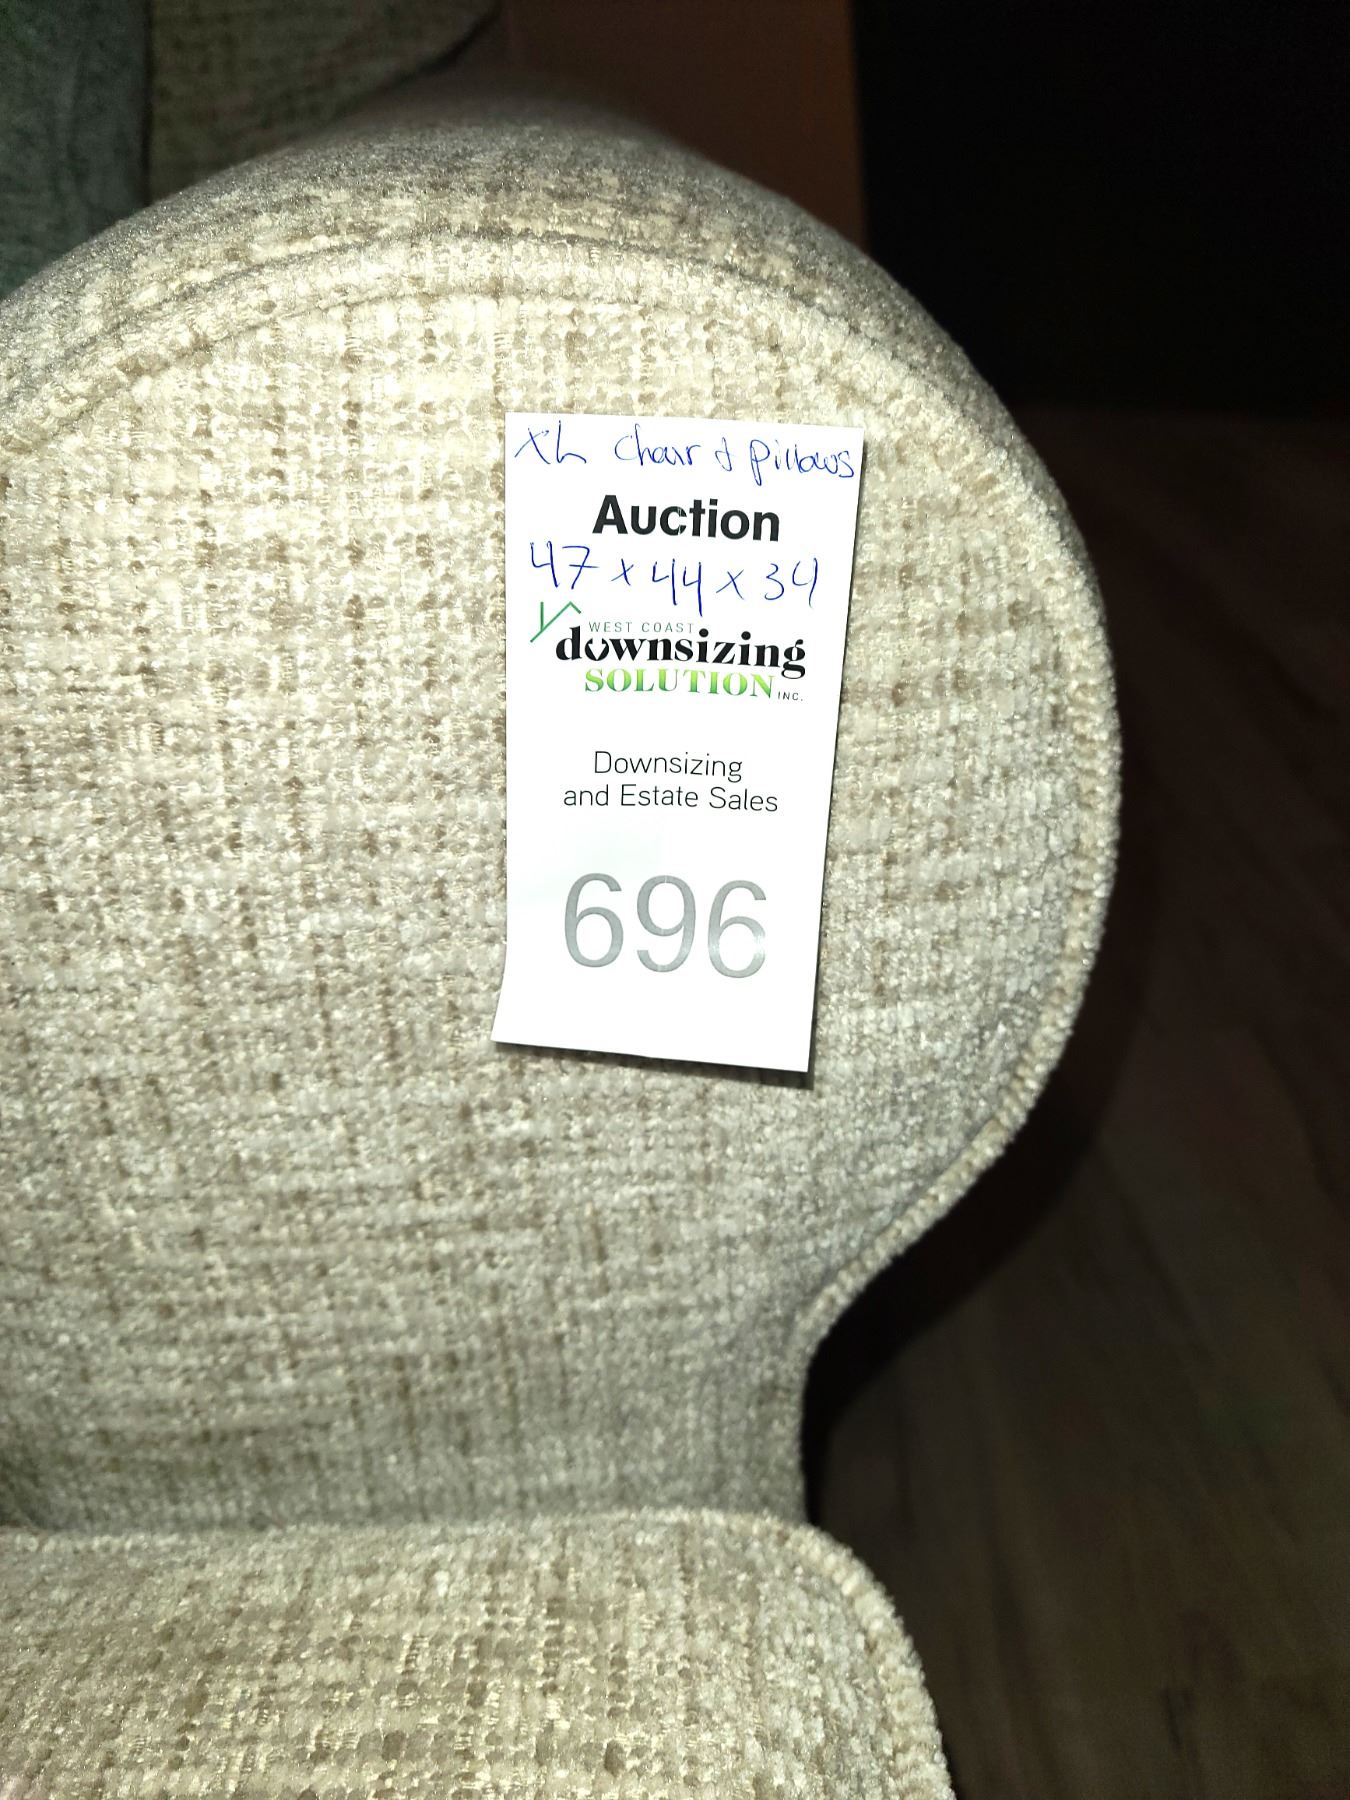 XL Chair & Pillows
Auction
47 x 44 x 34
WEST COAST
downsizing
SOLUTION INC.
Downsizing
and Estate Sales
696